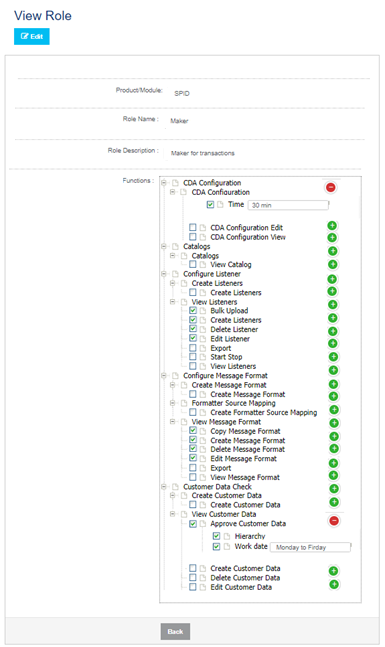 View Role
Edit
Product/Module: SPID
Role Name : Maker
Role Description : Maker for transactions
Functions :
CDA Configuration
CDA Configuration
Time 30 min
CDA Configuration Edit
CDA Configuration View
Catalogs
Catalogs
View Catalog
Configure Listener
Create Listeners
Create Listeners
View Listeners
Bulk Upload
Create Listeners
Delete Listener
Edit Listener
Export
Start Stop
View Listeners
Configure Message Format
Create Message Format
Create Message Format
Formatter Source Mapping
Create Formatter Source Mapping
View Message Format
Copy Message Format
Create Message Format
Delete Message Format
Edit Message Format
Export
View Message Format
Customer Data Check
Create Customer Data
Create Customer Data
View Customer Data
Approve Customer Data
Hierarchy
Work date Monday to Firday
Create Customer Data
Delete Customer Data
Edit Customer Data
Back